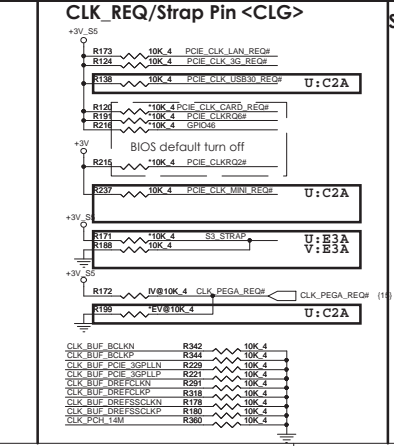 CLK_REQ/Strap Pin <CLG>
S
+3V_S5
R173 10K_4 PCIE_CLK_LAN_REQ#
R124 10K_4 PCIE_CLK_3G_REQ#
R138 10K_4 PCIE_CLK_USB30_REQ# U:C2A
R120 *10K_4 PCIE_CLK_CARD_REQ#
R191 *10K_4 PCIE_CLKRQ6#
R216 *10K_4 GPIO46
+3V
BIOS default turn off
R215 *10K_4 PCIE_CLKRQ2#
R237 10K_4 PCIE_CLK_MINI_REQ# U:C2A
+3V_S5
R171 *10K_4 S3_STRAP U:E3A
R188 10K_4 V:E3A
+3V_S5
R172 IV@10K_4 CLK_PEGA_REQ# CLK_PEGA_REQ# (15)
R199 *EV@10K_4 U:C2A
CLK_BUF_BCLKN R342 10K_4
CLK_BUF_BCLKP R344 10K_4
CLK_BUF_PCIE_3GPLLN R229 10K_4
CLK_BUF_PCIE_3GPLLP R221 10K_4
CLK_BUF_DREFCLKN R291 10K_4
CLK_BUF_DREFCLKP R318 10K_4
CLK_BUF_DREFSSCLKN R178 10K_4
CLK_BUF_DREFSSCLKP R180 10K_4
CLK_PCH_14M R360 10K_4